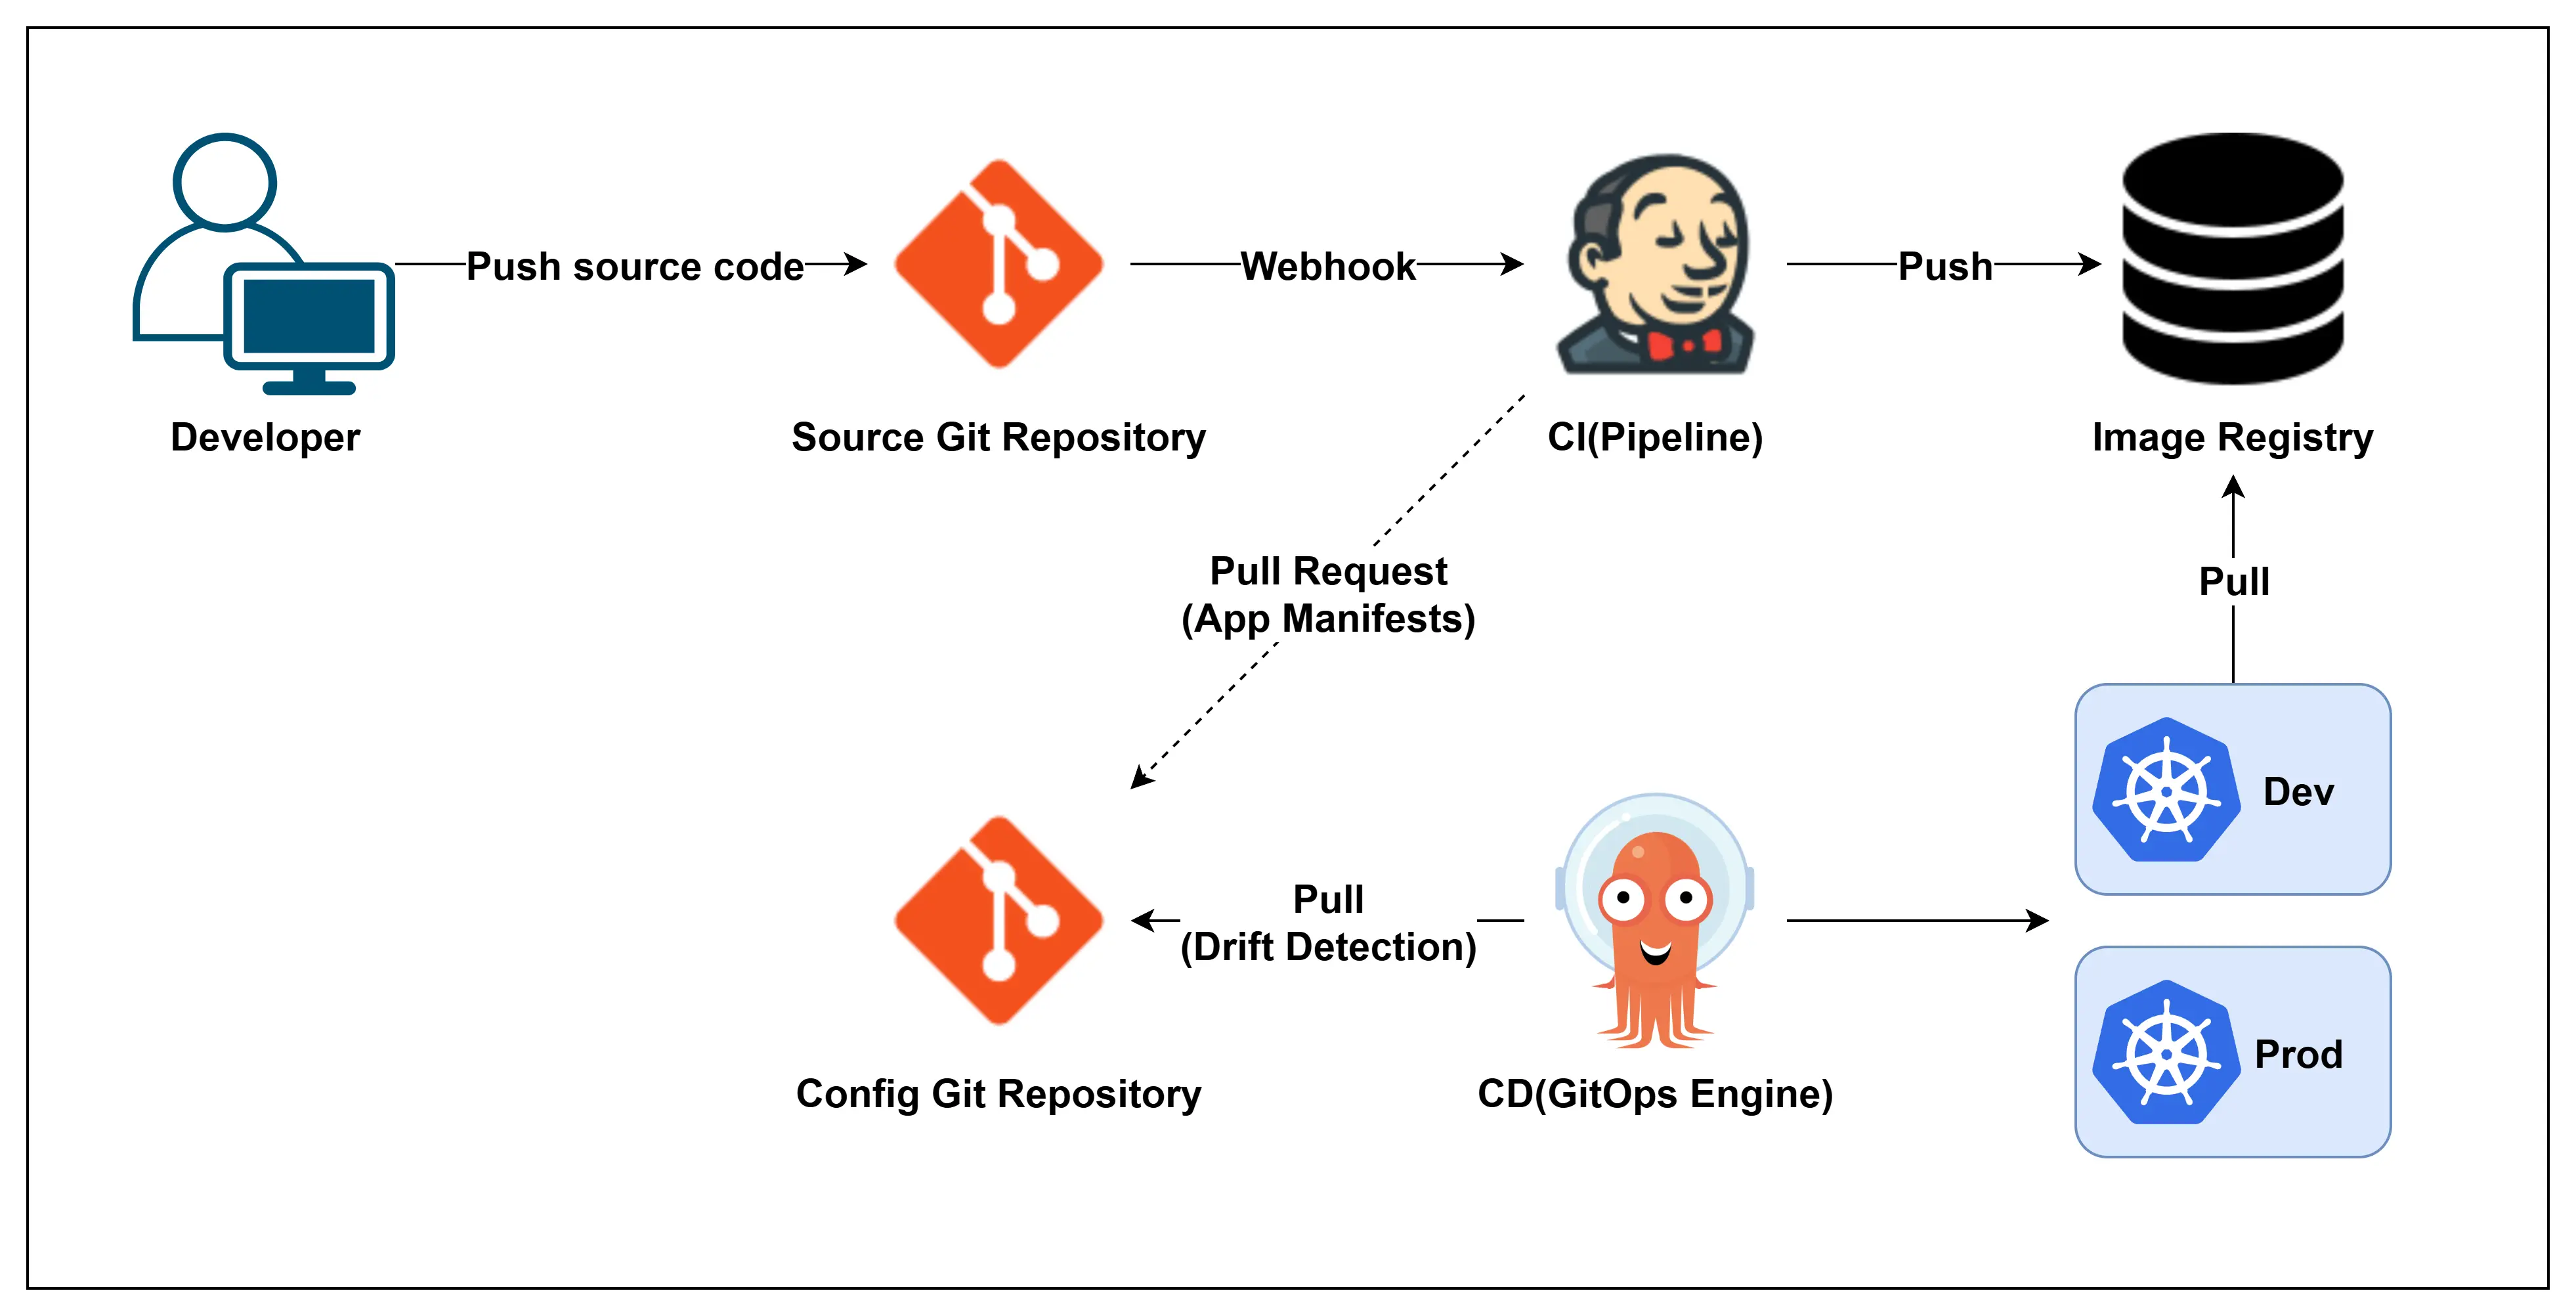 Push source code
Webhook
Push
Developer
Source Git Repository
CI(Pipeline)
Image Registry
Pull Request
(App Manifests)
Pull
Dev
Pull
(Drift Detection)
Prod
Config Git Repository
CD(GitOps Engine)